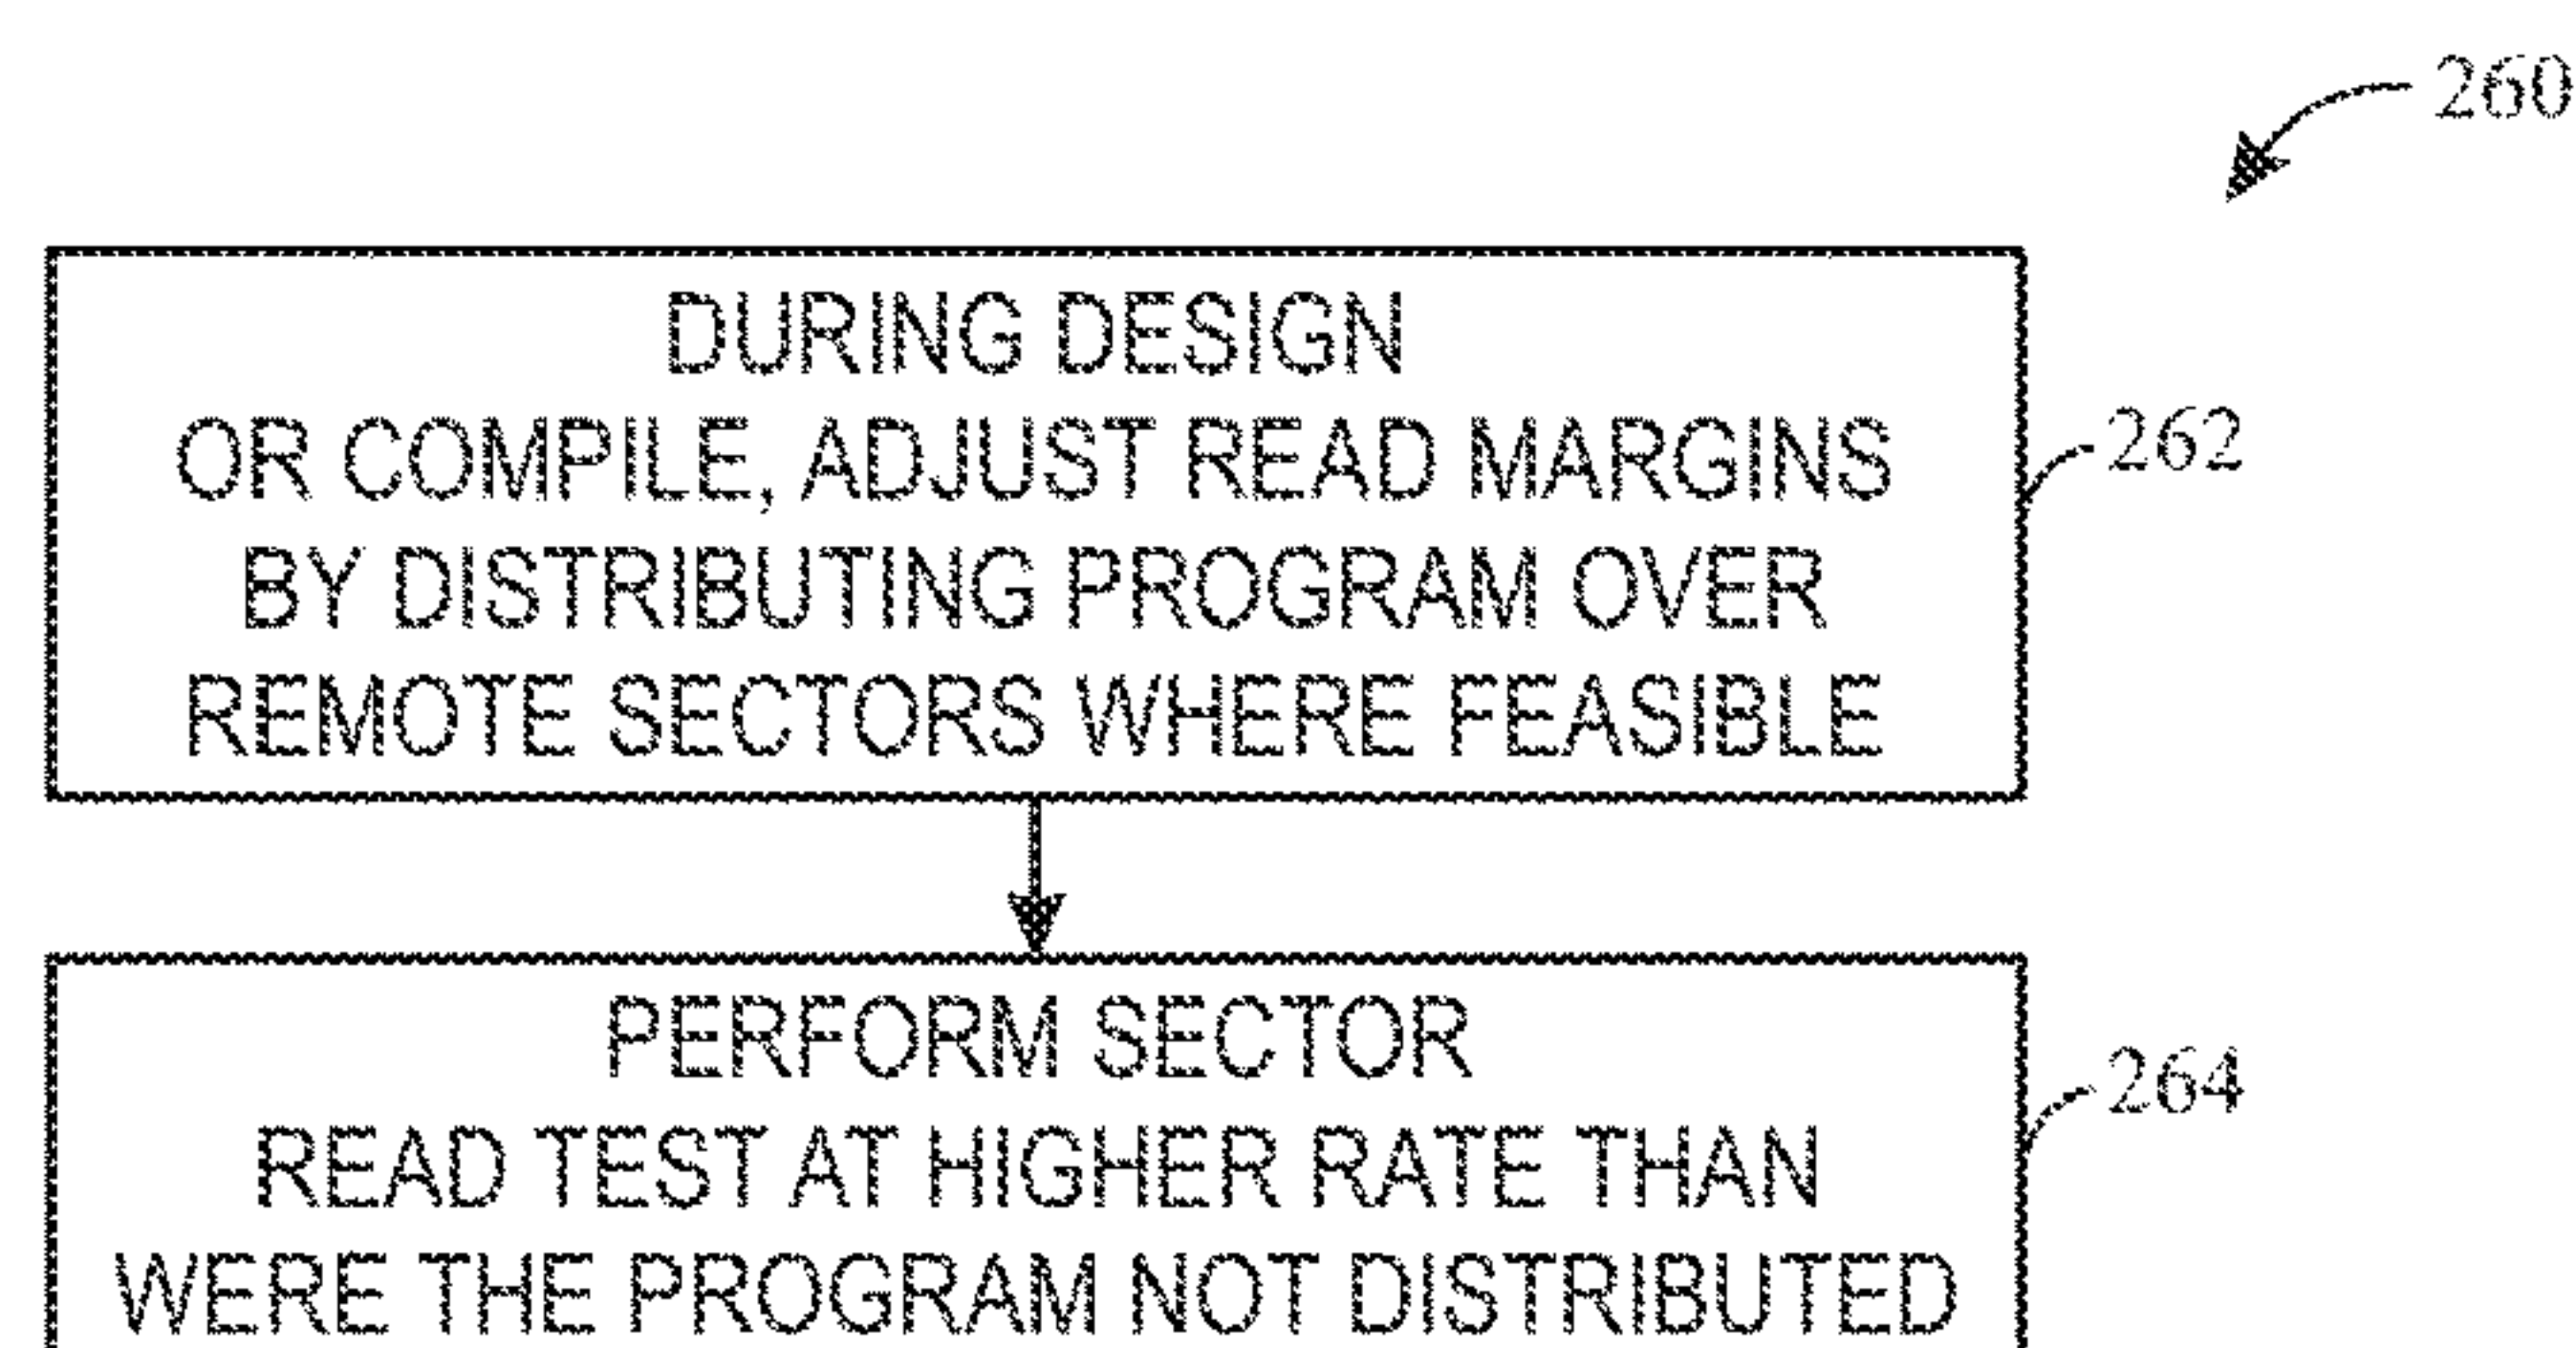 260
DURING DESIGN
OR COMPILE, ADJUST READ MARGINS
BY DISTRIBUTING PROGRAM OVER
REMOTE SECTORS WHERE FEASIBLE
262
PERFORM SECTOR
READ TEST AT HIGHER RATE THAN
WERE THE PROGRAM NOT DISTRIBUTED
264